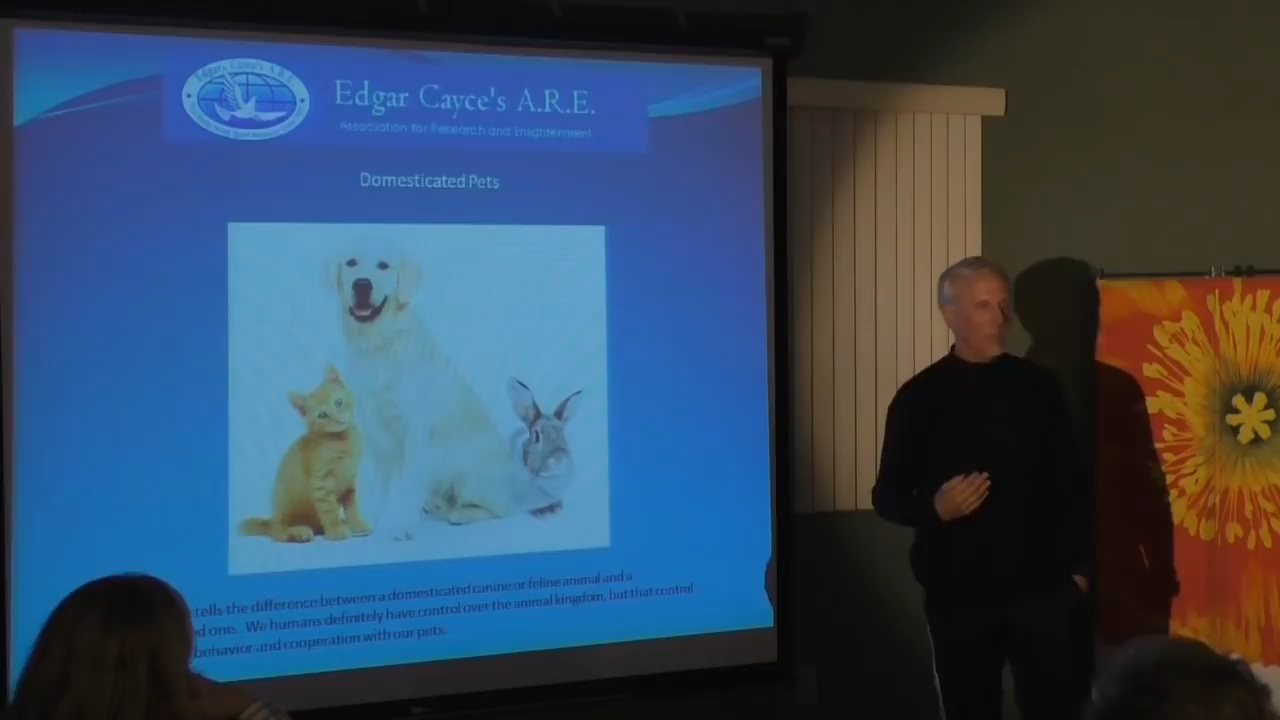 Edgar Cayce's A.R.E.
Edgar Cayce's A.R.E.
Association for Research and Enlightenment
Domesticated Pets
tells the difference between a domesticated canine or feline animal and a
d one. We humans definitely have control over the animal kingdom, but that control
behavior and cooperation with our pets.